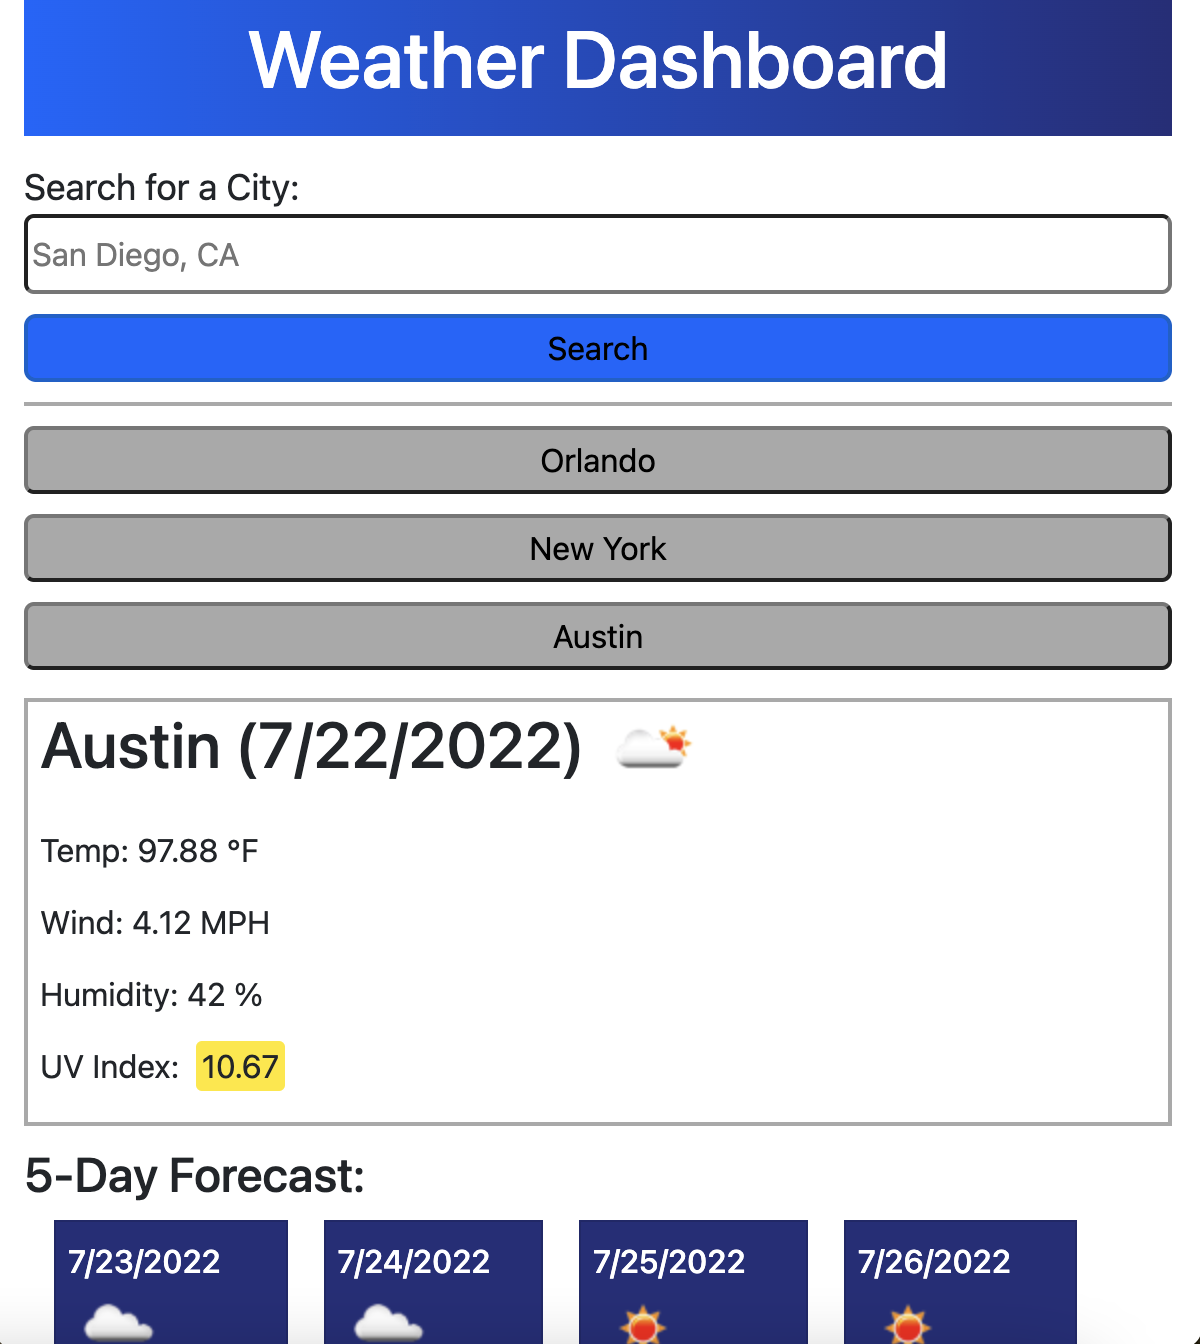 Weather Dashboard
Search for a City:
San Diego, CA
Search
Orlando
New York
Austin
Austin (7/22/2022)
Temp: 97.88 °F
Wind: 4.12 MPH
Humidity: 42 %
UV Index: 10.67
5-Day Forecast:
7/23/2022 7/24/2022 7/25/2022 7/26/2022